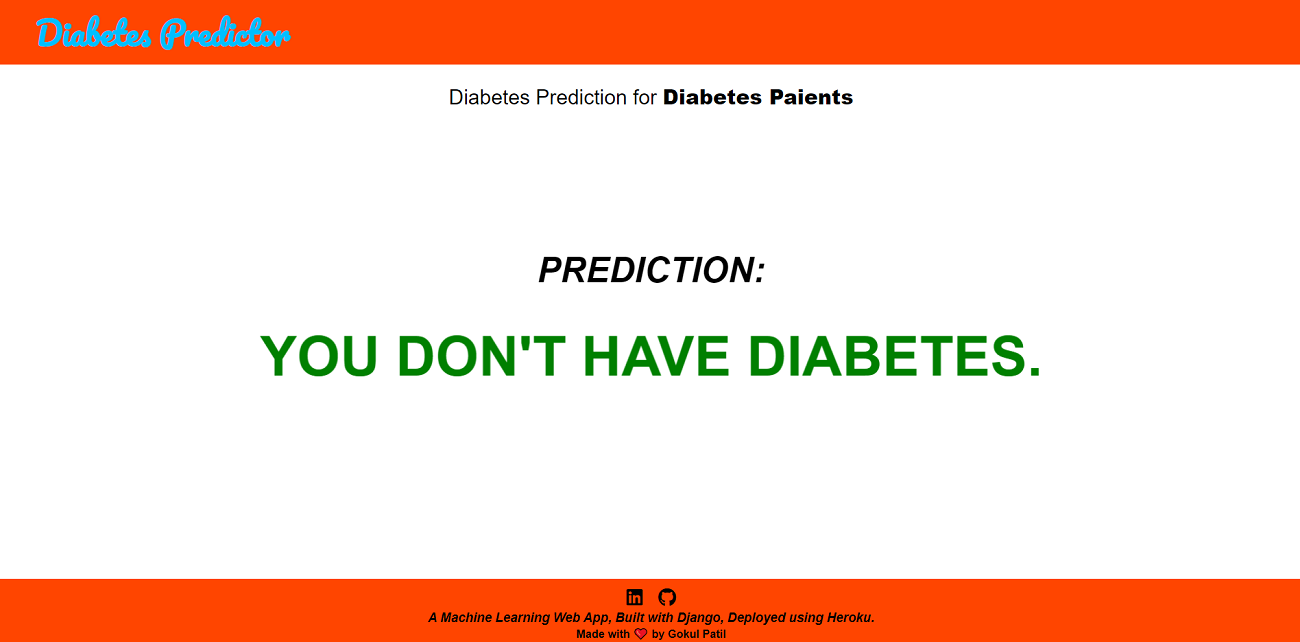 Diabetes Predictor
Diabetes Prediction for Diabetes Paients
PREDICTION:
YOU DON'T HAVE DIABETES.
in
A Machine Learning Web App, Built with Django, Deployed using Heroku.
Made with ❤ by Gokul Patil